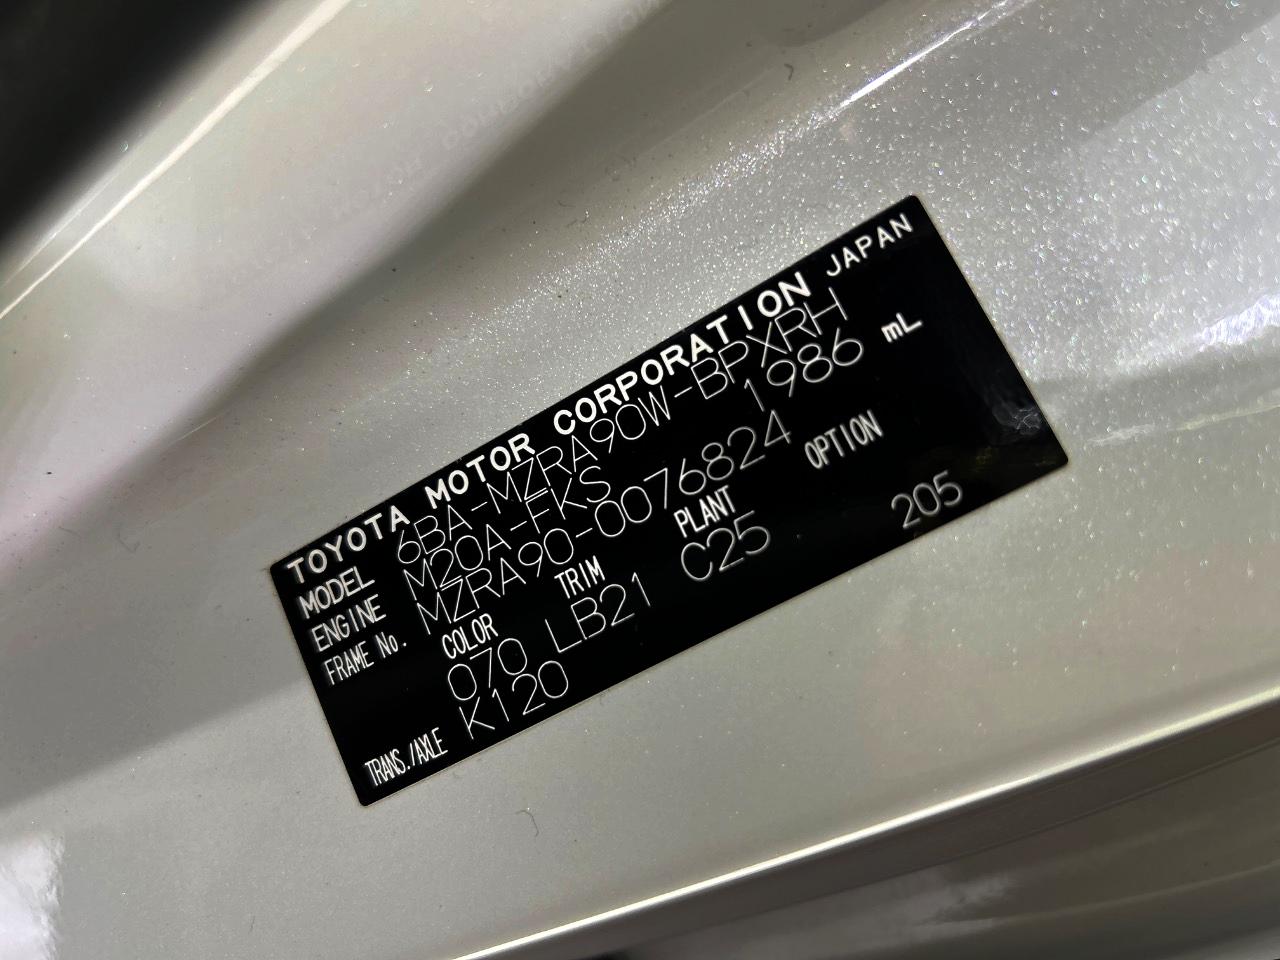 TOYOTA MOTOR CORPORATION JAPAN
MODEL 6BA-MZRA90W-BPXRH
ENGINE M20A-FKS 1986 mL
FRAME No. MZRA90-0076824
COLOR TRIM PLANT OPTION
070 LB21 C25 205
TRANS./AXLE K120